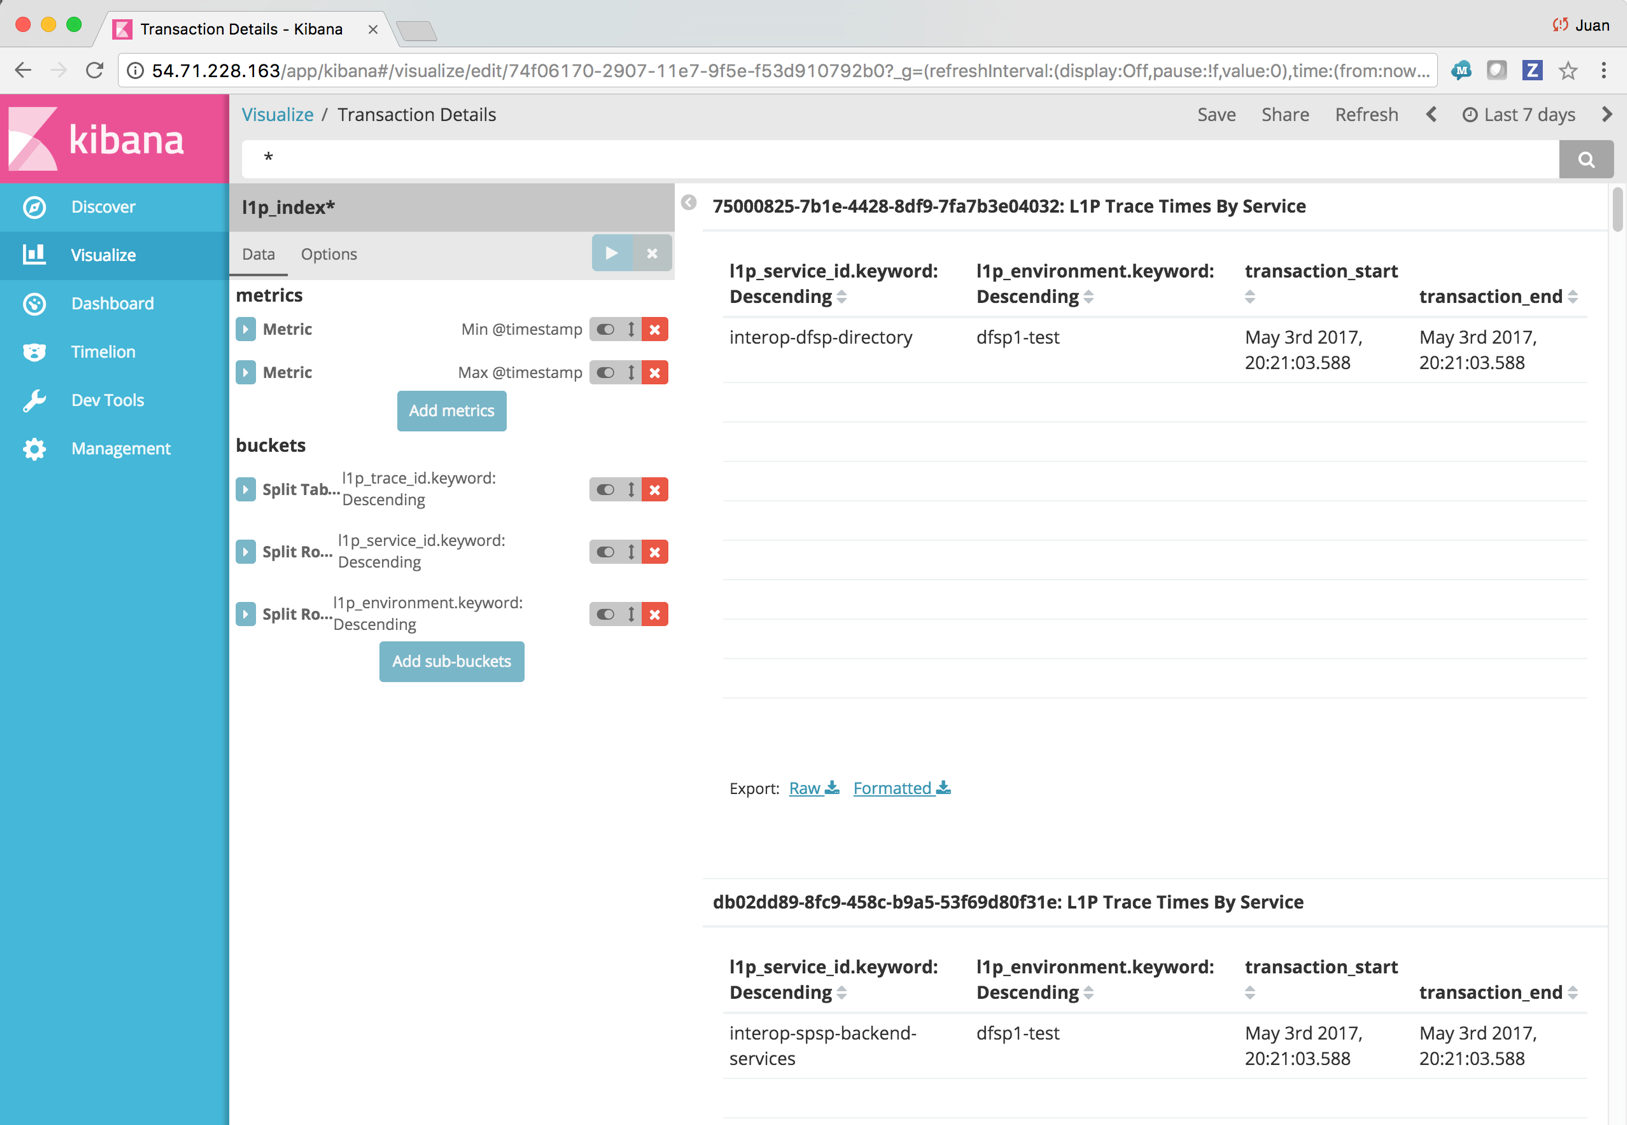 Transaction Details - Kibana
Juan
54.71.228.163/app/kibana#/visualize/edit/74f06170-2907-11e7-9f5e-f53d910792b0?_g=(refreshInterval:(display:Off,pause:!f,value:0),time:(from:now...
M
Z
kibana
Visualize / Transaction Details
Save
Share
Refresh
Last 7 days
*
Discover
Visualize
Dashboard
Timelion
Dev Tools
Management
l1p_index*
Data
Options
metrics
Metric
Min @timestamp
Metric
Max @timestamp
Add metrics
buckets
Split Tab...
l1p_trace_id.keyword:
Descending
Split Ro...
l1p_service_id.keyword:
Descending
Split Ro...
l1p_environment.keyword:
Descending
Add sub-buckets
75000825-7b1e-4428-8df9-7fa7b3e04032: L1P Trace Times By Service
l1p_service_id.keyword:
Descending
l1p_environment.keyword:
Descending
transaction_start
transaction_end
interop-dfsp-directory
dfsp1-test
May 3rd 2017,
20:21:03.588
May 3rd 2017,
20:21:03.588
Export: Raw Formatted
db02dd89-8fc9-458c-b9a5-53f69d80f31e: L1P Trace Times By Service
l1p_service_id.keyword:
Descending
l1p_environment.keyword:
Descending
transaction_start
transaction_end
interop-spsp-backend-
services
dfsp1-test
May 3rd 2017,
20:21:03.588
May 3rd 2017,
20:21:03.588